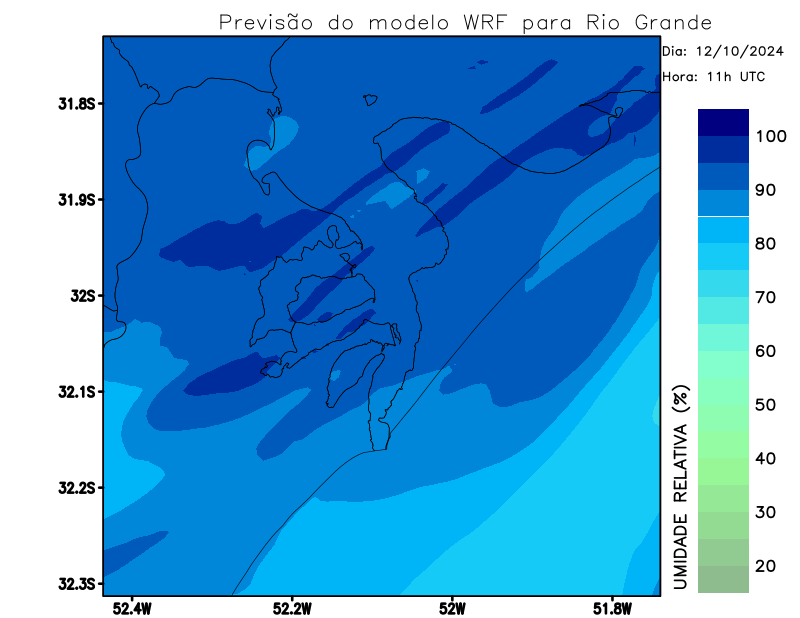 Previsão do modelo WRF para Rio Grande
Dia: 12/10/2024
Hora: 11h UTC
31.8S
31.9S
32S
32.1S
32.2S
32.3S
52.4W
52.2W
52W
51.8W
100
90
80
70
60
50
40
30
20
UMIDADE RELATIVA (%)